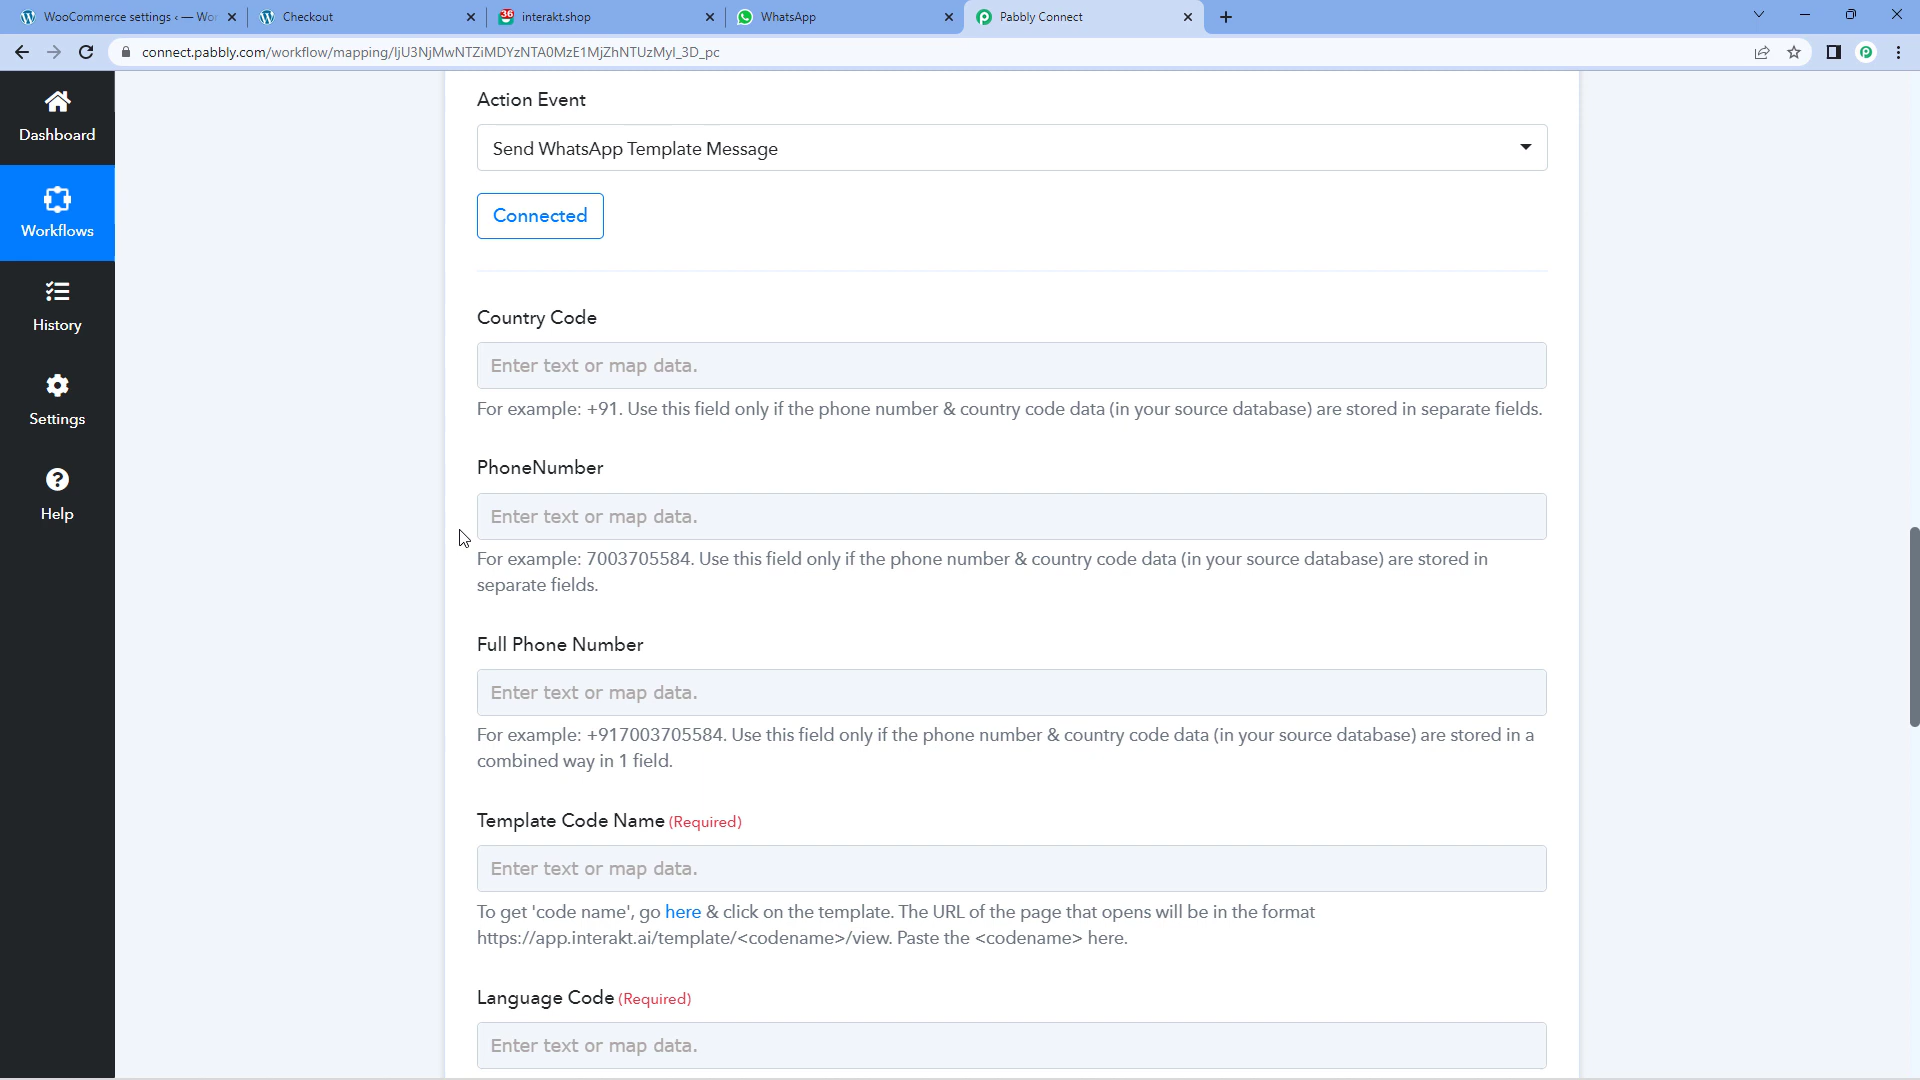 WooCommerce settings ‹ — Wor
Checkout
36
interakt.shop
WhatsApp
Pabbly Connect
connect.pabbly.com/workflow/mapping/IjU3NjMwNTZiMDYzNTA0MzE1MjZhNTUzMyI_3D_pc
Dashboard
Workflows
History
Settings
Help
Action Event
Send WhatsApp Template Message
Connected
Country Code
Enter text or map data.
For example: +91. Use this field only if the phone number & country code data (in your source database) are stored in separate fields.
PhoneNumber
Enter text or map data.
For example: 7003705584. Use this field only if the phone number & country code data (in your source database) are stored in
separate fields.
Full Phone Number
Enter text or map data.
For example: +917003705584. Use this field only if the phone number & country code data (in your source database) are stored in a
combined way in 1 field.
Template Code Name (Required)
Enter text or map data.
To get 'code name', go here & click on the template. The URL of the page that opens will be in the format
https://app.interakt.ai/template/<codename>/view. Paste the <codename> here.
Language Code (Required)
Enter text or map data.